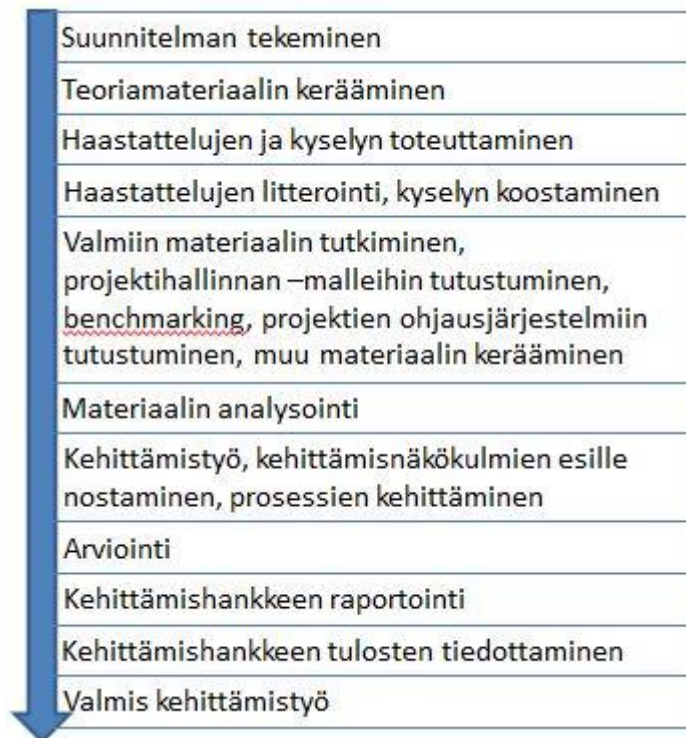 Suunnitelman tekeminen
Teoriamateriaalin kerääminen
Haastattelujen ja kyselyn toteuttaminen
Haastattelujen litterointi, kyselyn koostaminen
Valmiin materiaalin tutkiminen,
projektihallinnan –malleihin tutustuminen,
benchmarking, projektien ohjausjärjestelmiin
tutustuminen, muu materiaalin kerääminen
Materiaalin analysointi
Kehittämistyö, kehittämisnäkökulmien esille
nostaminen, prosessien kehittäminen
Arviointi
Kehittämishankkeen raportointi
Kehittämishankkeen tulosten tiedottaminen
Valmis kehittämistyö